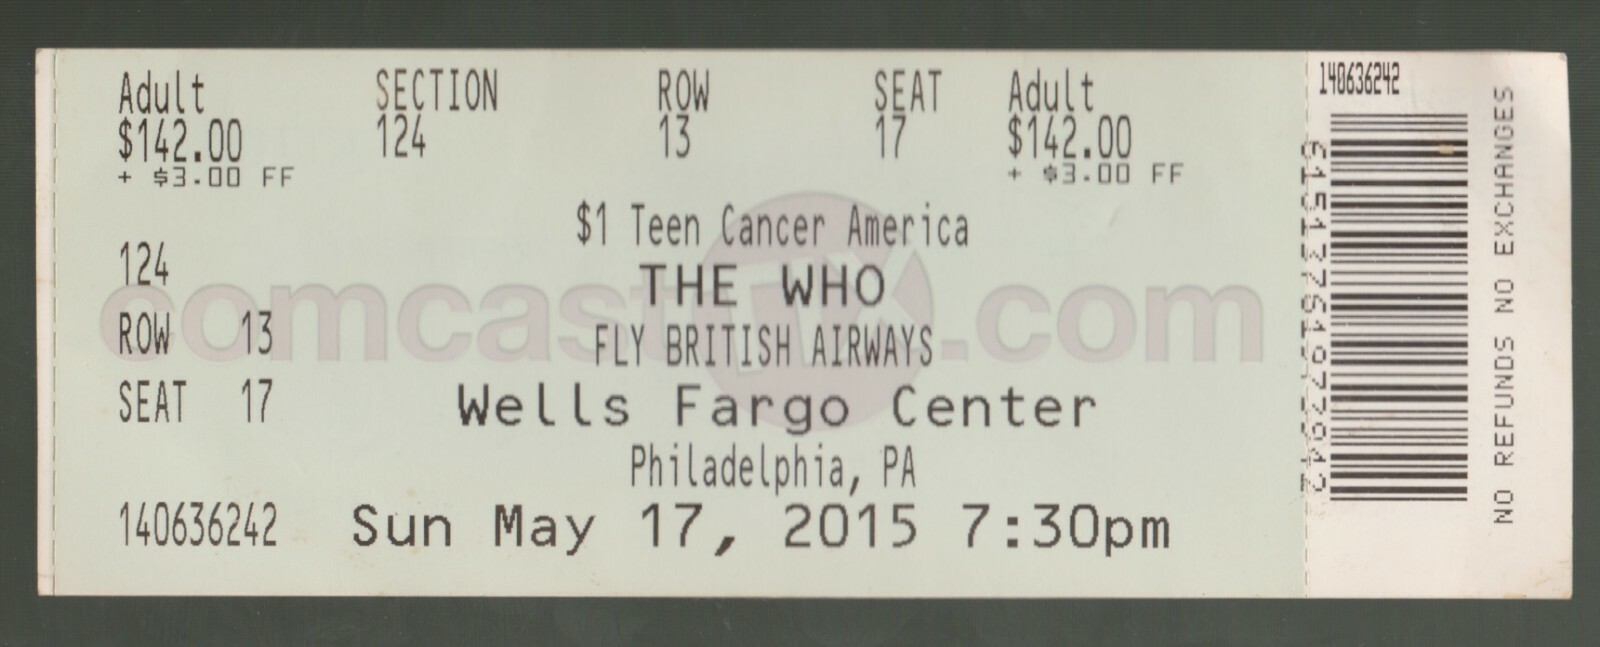 Adult SECTION ROW SEAT Adult
$142.00 124 13 17 $142.00
+ $3.00 FF + $3.00 FF
$1 Teen Cancer America
124 THE WHO
comcastTIX.com
ROW 13 FLY BRITISH AIRWAYS
SEAT 17 Wells Fargo Center
Philadelphia, PA
140636242 Sun May 17, 2015 7:30pm
140636242
NO REFUNDS NO EXCHANGES